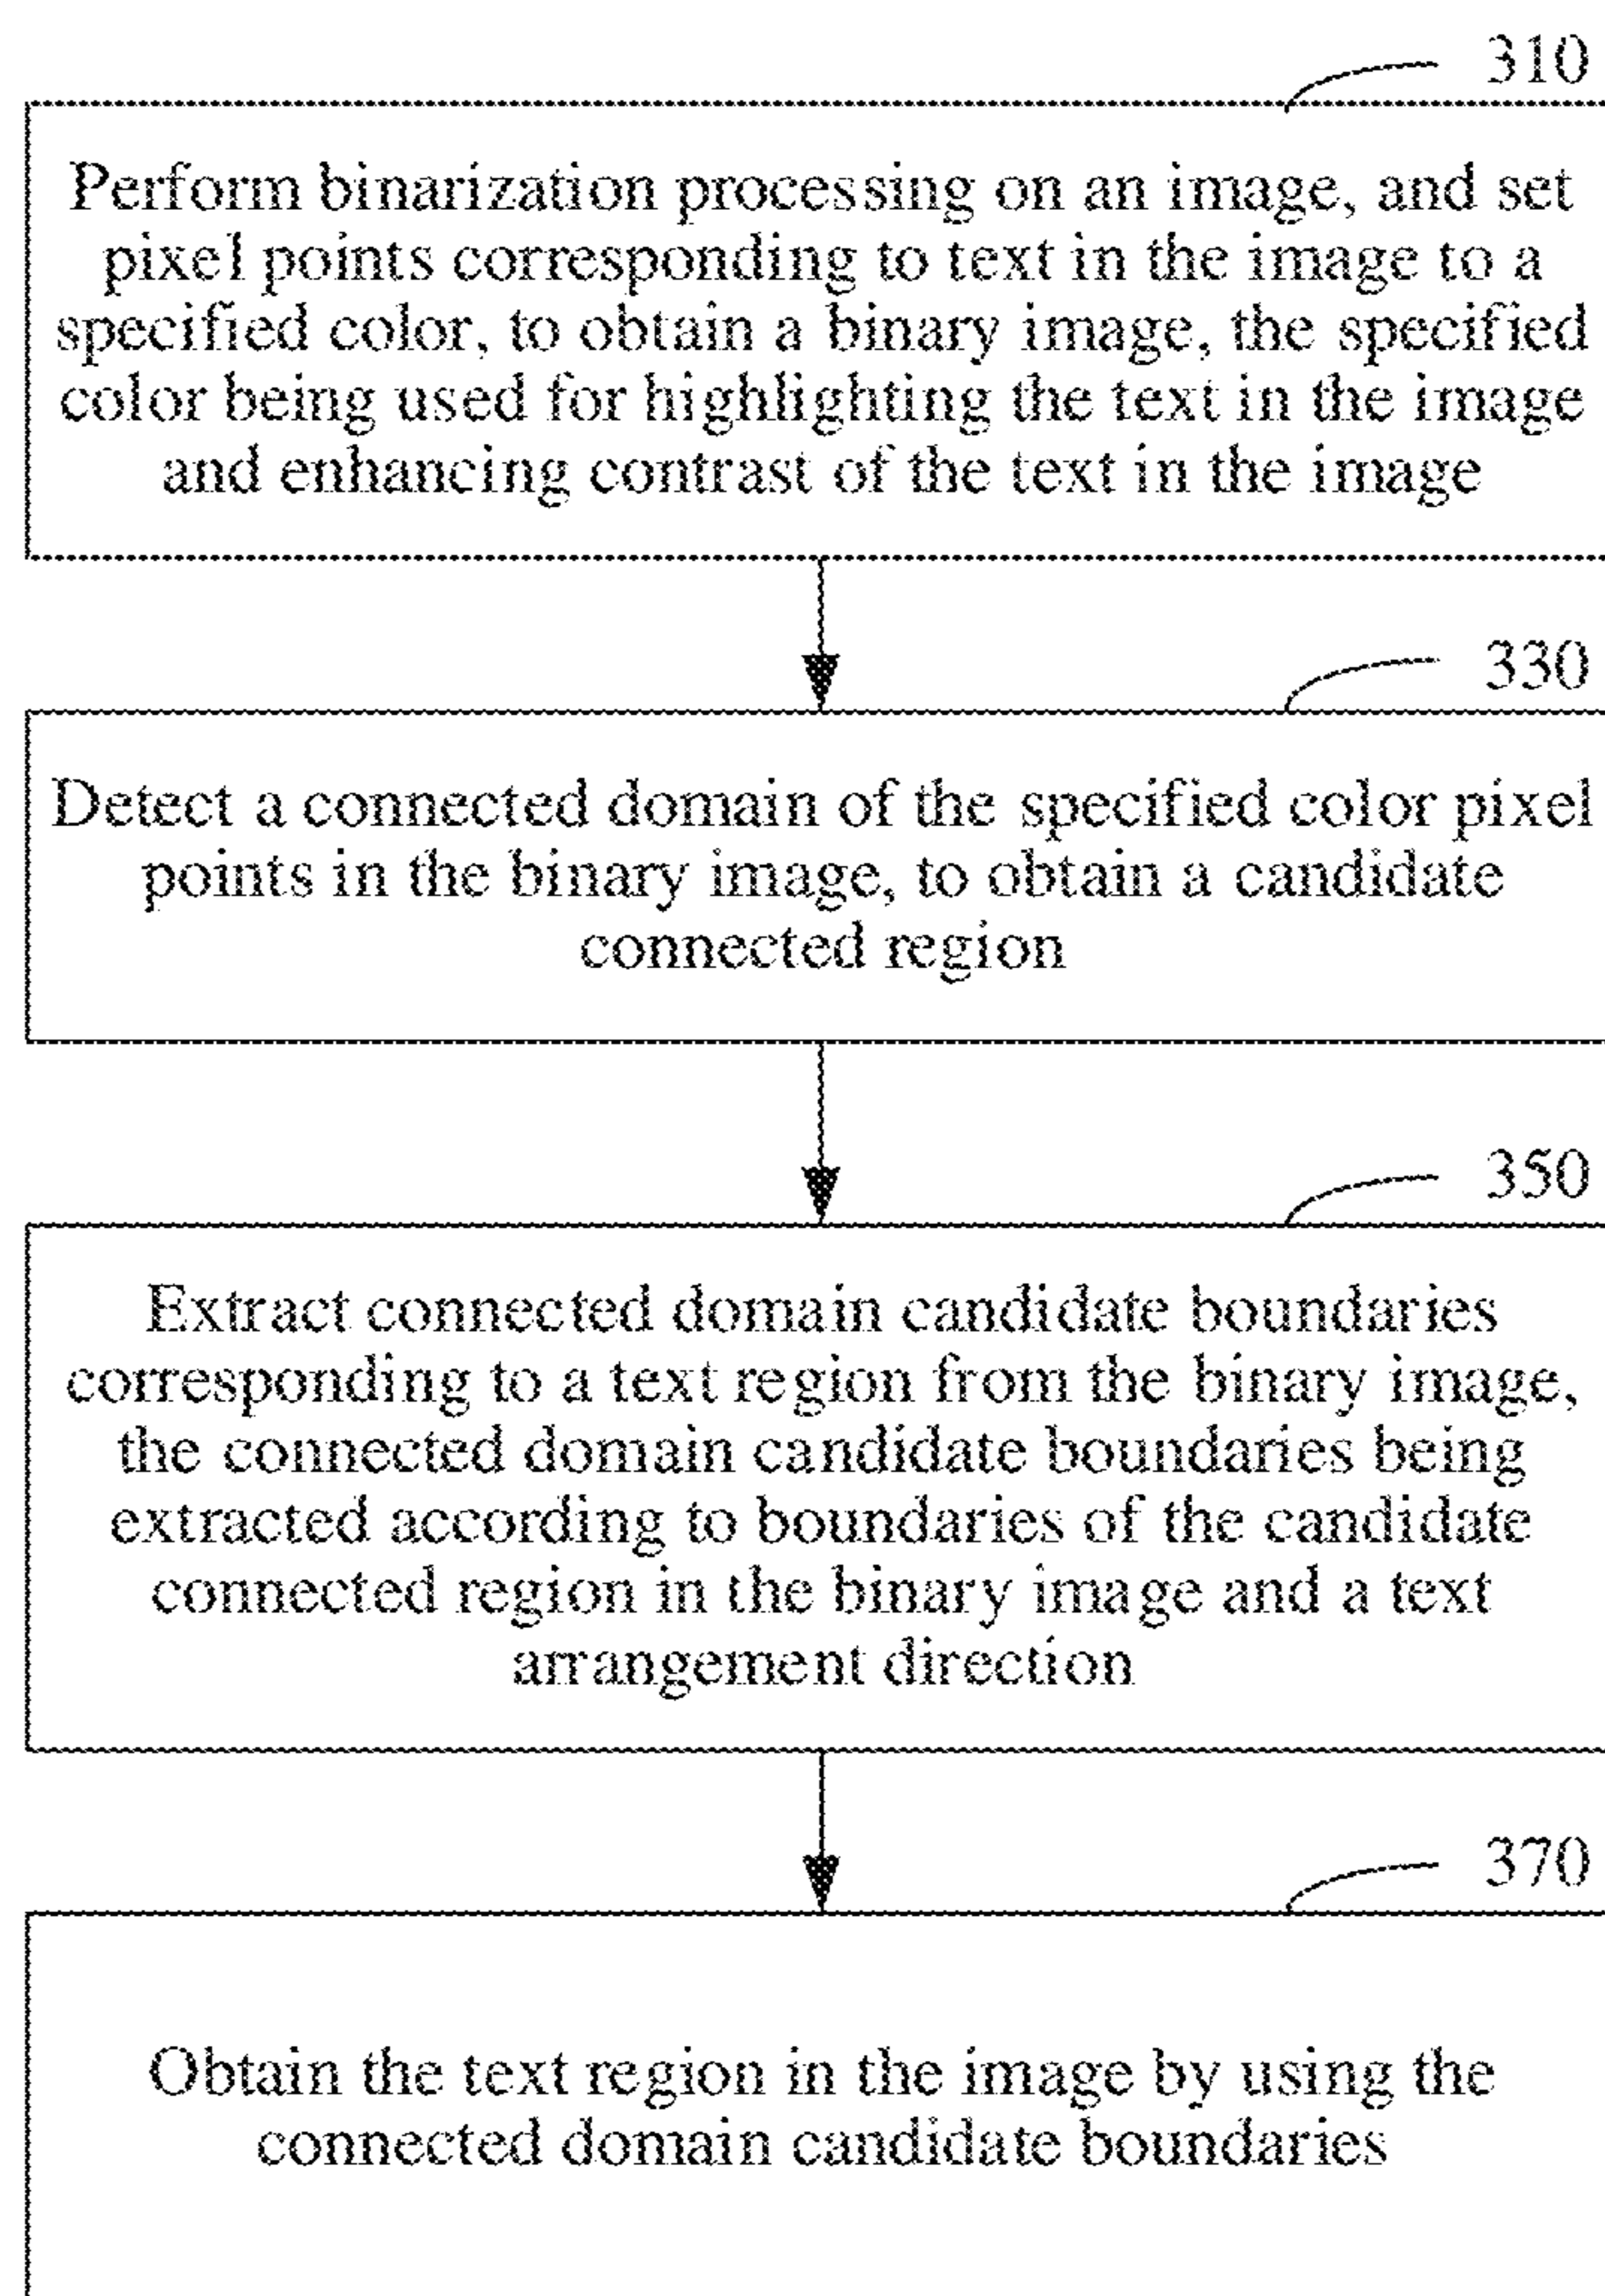 310
Perform binarization processing on an image, and set
pixel points corresponding to text in the image to a
specified color, to obtain a binary image, the specified
color being used for highlighting the text in the image
and enhancing contrast of the text in the image
330
Detect a connected domain of the specified color pixel
points in the binary image, to obtain a candidate
connected region
350
Extract connected domain candidate boundaries
corresponding to a text region from the binary image,
the connected domain candidate boundaries being
extracted according to boundaries of the candidate
connected region in the binary image and a text
arrangement direction
370
Obtain the text region in the image by using the
connected domain candidate boundaries